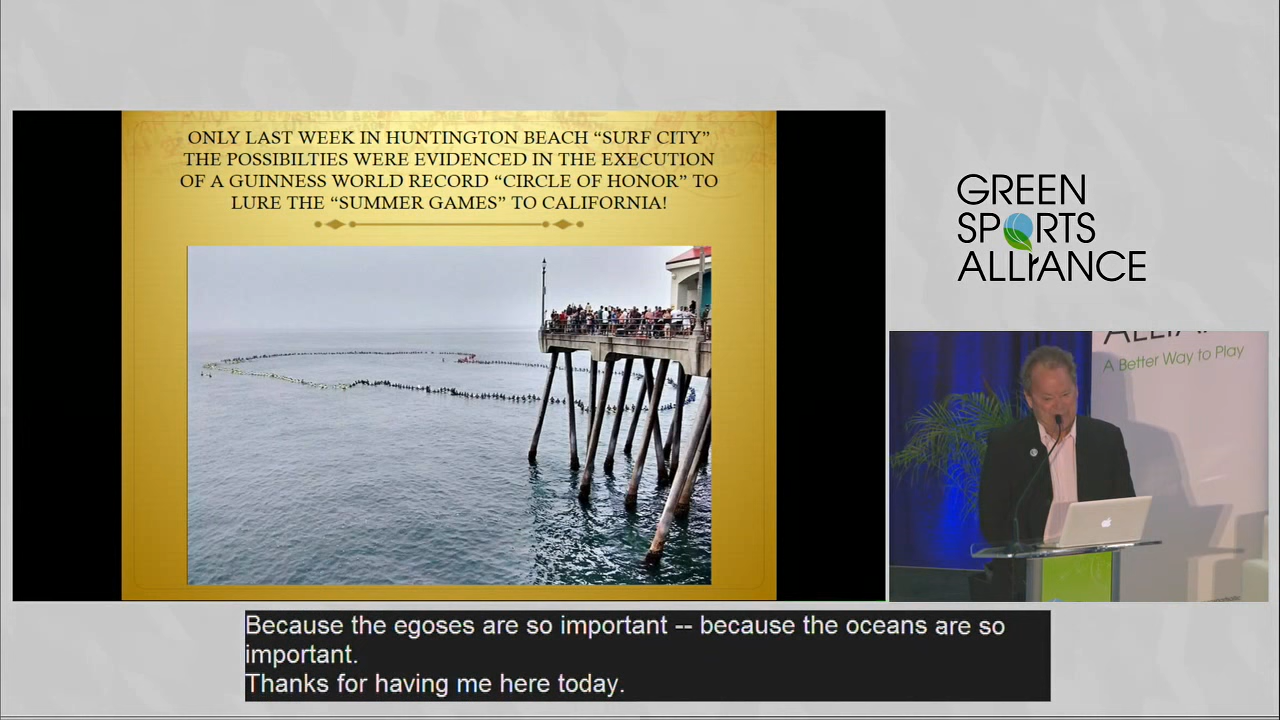 ONLY LAST WEEK IN HUNTINGTON BEACH “SURF CITY”
THE POSSIBILTIES WERE EVIDENCED IN THE EXECUTION
OF A GUINNESS WORLD RECORD “CIRCLE OF HONOR” TO
LURE THE “SUMMER GAMES” TO CALIFORNIA!
GREEN
SPORTS
ALLIANCE
A Better Way to Play
Because the egoses are so important -- because the oceans are so
important.
Thanks for having me here today.